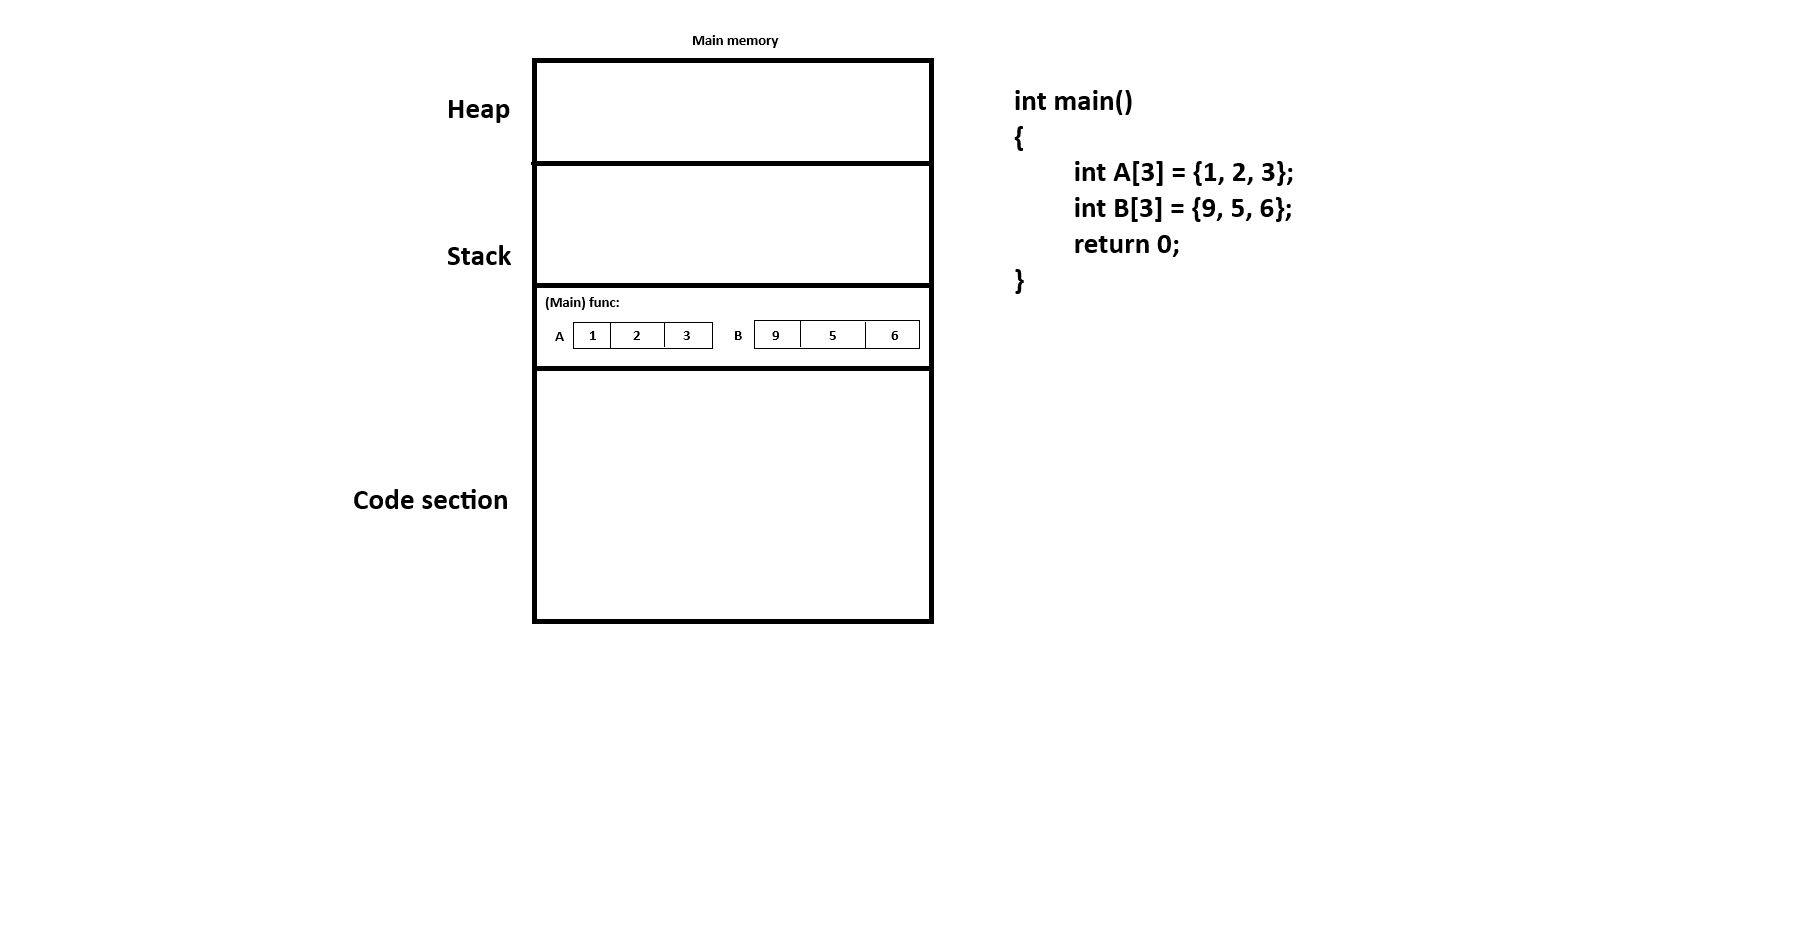 Main memory
Heap
Stack
(Main) func:
A 1 2 3 B 9 5 6
Code section
int main()
{
int A[3] = {1, 2, 3};
int B[3] = {9, 5, 6};
return 0;
}